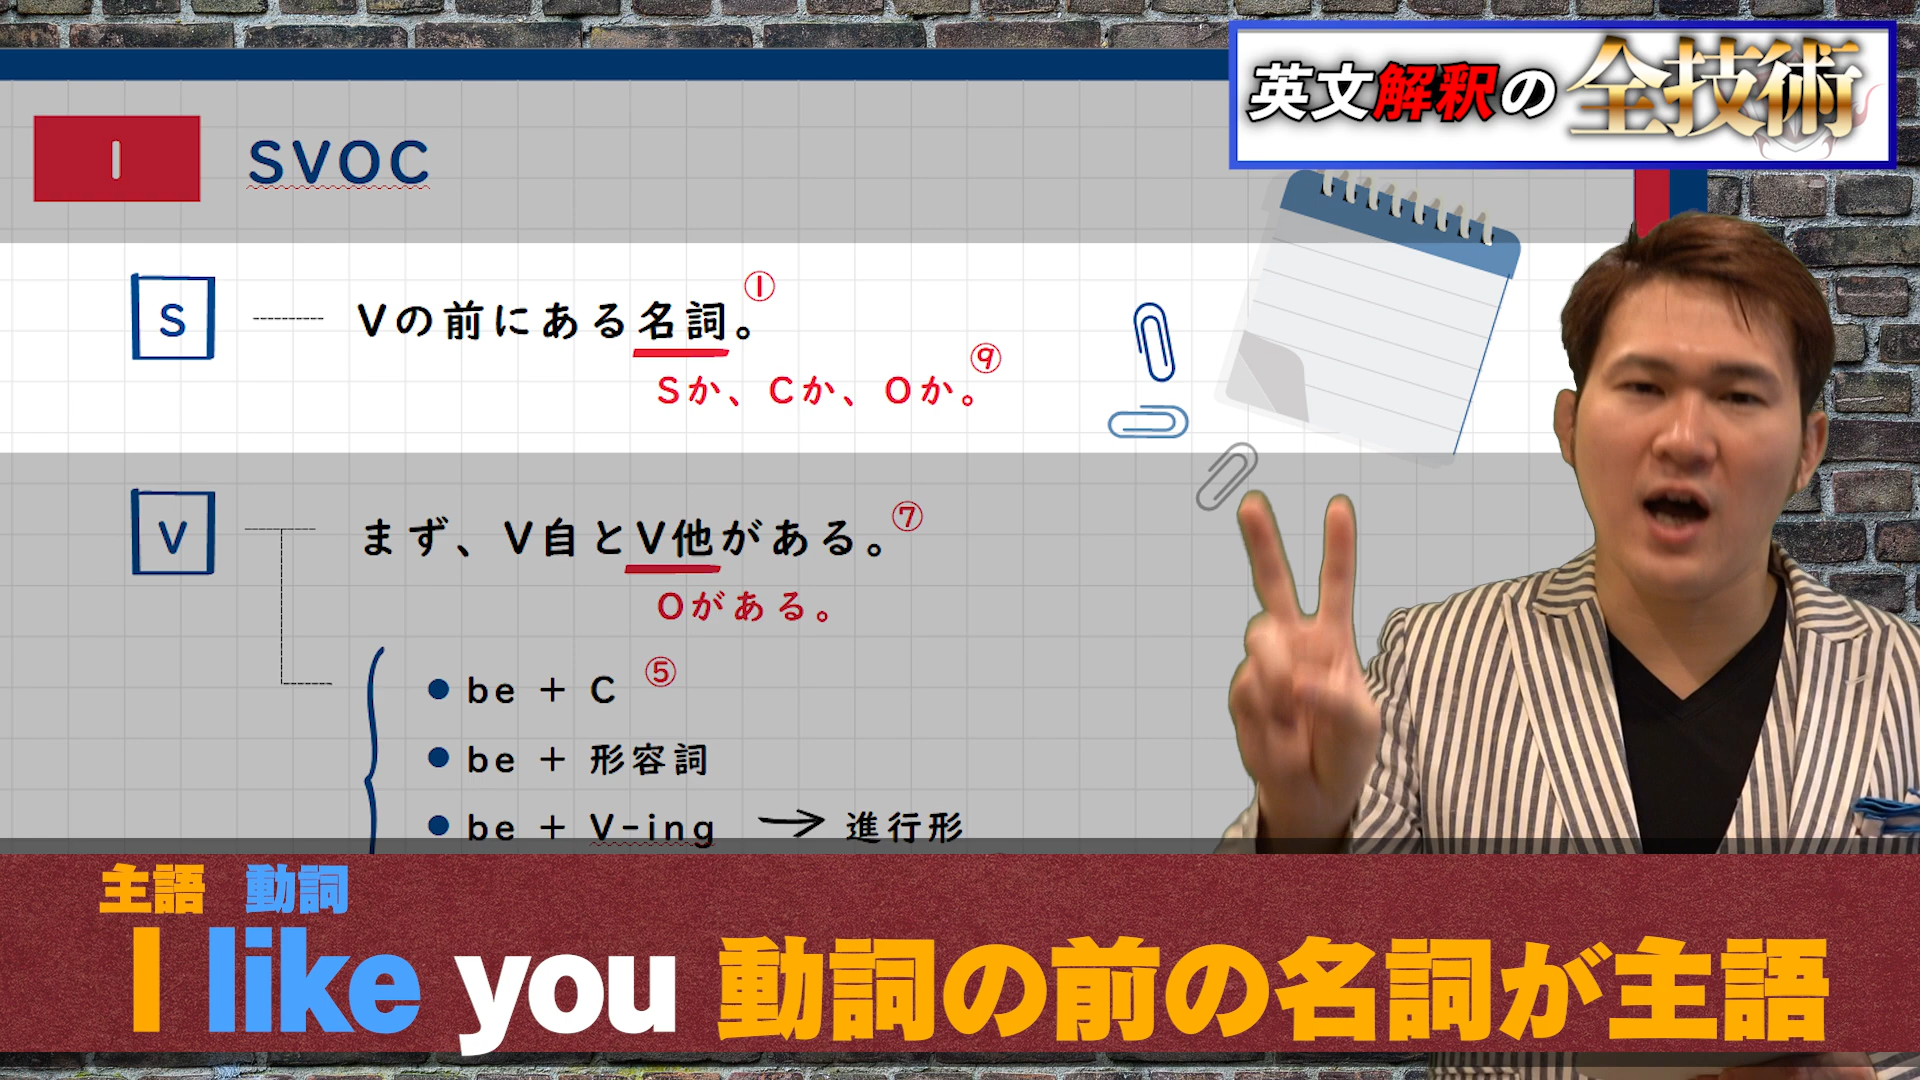 英文解釈の全技術
1 SVOC
S Vの前にある名詞。①
Sか、Cか、Oか。⑨
V まず、V自とV他がある。⑦
Oがある。
● be + C ⑤
● be + 形容詞
● be + V-ing → 進行形
主語 動詞
I like you 動詞の前の名詞が主語